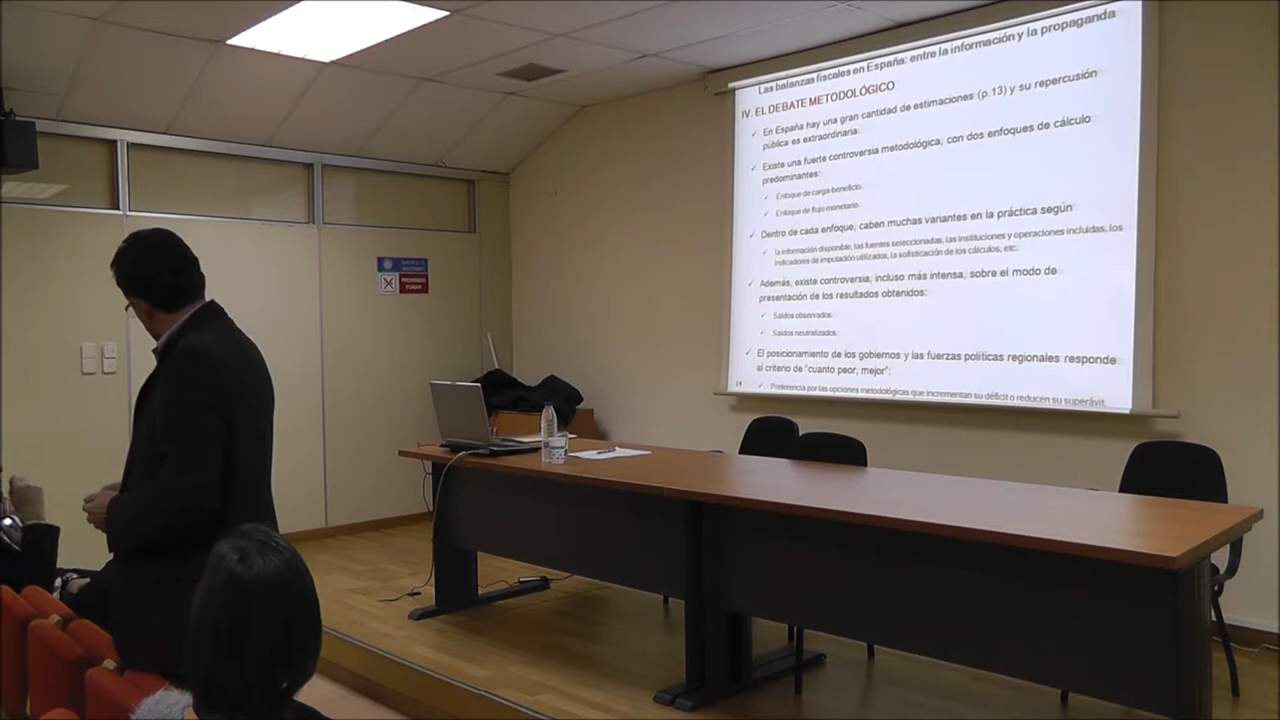 Las balanzas fiscales en España: entre la información y la propaganda
IV. EL DEBATE METODOLÓGICO
✓ En España hay una gran cantidad de estimaciones (p.13) y su repercusión
pública es extraordinaria.
✓ Existe una fuerte controversia metodológica, con dos enfoques de cálculo
predominantes:
✓ Enfoque de carga-beneficio.
✓ Enfoque de flujo monetario.
✓ Dentro de cada enfoque, caben muchas variantes en la práctica según
✓ la información disponible, las fuentes seleccionadas, las instituciones y operaciones incluidas, los
indicadores de imputación utilizados, la sofisticación de los cálculos, etc.
✓ Además, existe controversia, incluso más intensa, sobre el modo de
presentación de los resultados obtenidos:
✓ Saldos observados.
✓ Saldos neutralizados.
✓ El posicionamiento de los gobiernos y las fuerzas políticas regionales responde
al criterio de "cuanto peor, mejor":
✓ Preferencia por las opciones metodológicas que incrementan su déficit o reducen su superávit.
PROHIBIDO
FUMAR